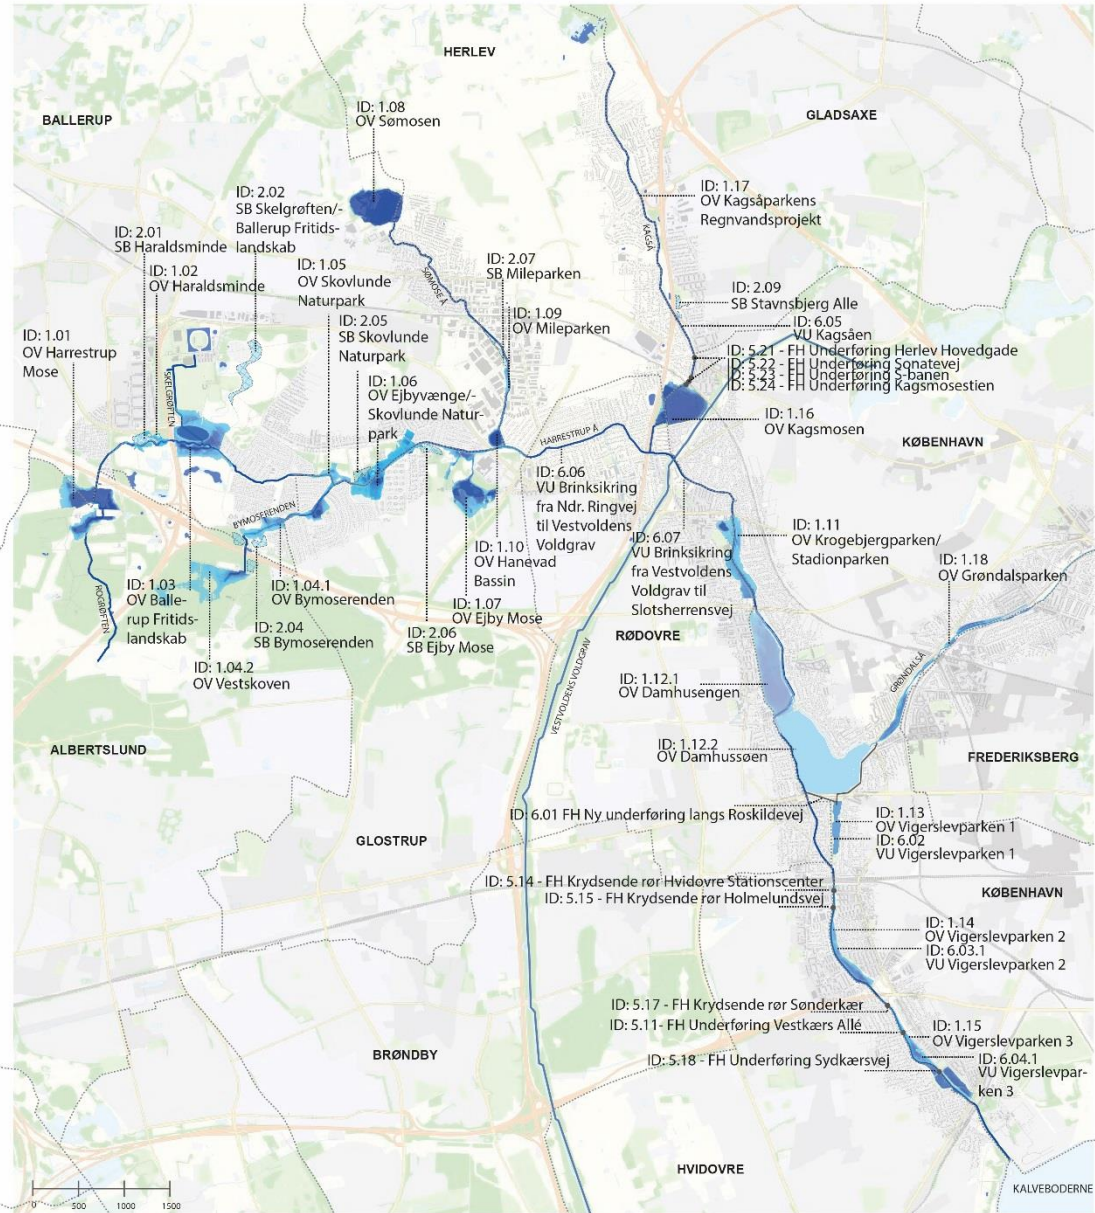 HERLEV
BALLERUP
GLADSAXE
ID: 1.08
OV Sømosen
ID: 2.02
SB Skelgrøften/-
Ballerup Fritids-
landskab
ID: 2.01
SB Haraldsminde
ID: 1.02
OV Haraldsminde
ID: 1.05
OV Skovlunde
Naturpark
ID: 2.07
SB Mileparken
ID: 1.17
OV Kagsåparkens
Regnvandsprojekt
KAGSÅ
SØMOSE Å
ID: 1.01
OV Harrestrup
Mose
SKELGRØFTEN
ID: 2.05
SB Skovlunde
Naturpark
ID: 1.06
OV Ejbyvænge/-
Skovlunde Natur-
park
ID: 1.09
OV Mileparken
ID: 2.09
SB Stavnsbjerg Alle
ID: 6.05
VU Kagsåen
ID: 5.21 - FH Underføring Herlev Hovedgade
ID: 5.22 - FH Underføring Sonatevej
ID: 5.23 - FH Underføring S-banen
ID: 5.24 - FH Underføring Kagsmosestien
ID: 1.16
OV Kagsmosen
KØBENHAVN
HARRESTRUP Å
BYMOSERENDEN
ID: 6.06
VU Brinksikring
fra Ndr. Ringvej
til Vestvoldens
Voldgrav
ID: 6.07
VU Brinksikring
fra Vestvoldens
Voldgrav til
Slotsherrensvej
ID: 1.11
OV Krogebjergparken/
Stadionparken
ID: 1.18
OV Grøndalsparken
ID: 1.10
OV Hanevad
Bassin
ID: 1.07
OV Ejby Mose
ID: 2.06
SB Ejby Mose
ID: 1.03
OV Balle-
rup Fritids-
landskab
ID: 1.04.1
OV Bymoserenden
ID: 2.04
SB Bymoserenden
ID: 1.04.2
OV Vestskoven
ROGRØFTEN
RØDOVRE
VESTVOLDENS VOLDGRAV
GRØNDALSÅ
ID: 1.12.1
OV Damhusengen
ID: 1.12.2
OV Damhussøen
ALBERTSLUND
FREDERIKSBERG
ID: 6.01 FH Ny underføring langs Roskildevej
ID: 1.13
OV Vigerslevparken 1
ID: 6.02
VU Vigerslevparken 1
GLOSTRUP
ID: 5.14 - FH Krydsende rør Hvidovre Stationscenter
ID: 5.15 - FH Krydsende rør Holmelundsvej
KØBENHAVN
ID: 1.14
OV Vigerslevparken 2
ID: 6.03.1
VU Vigerslevparken 2
ID: 5.17 - FH Krydsende rør Sønderkær
ID: 5.11- FH Underføring Vestkærs Allé
ID: 5.18 - FH Underføring Sydkærsvej
ID: 1.15
OV Vigerslevparken 3
ID: 6.04.1
VU Vigerslevpar-
ken 3
BRØNDBY
HVIDOVRE
KALVEBODERNE
0 500 1000 1500